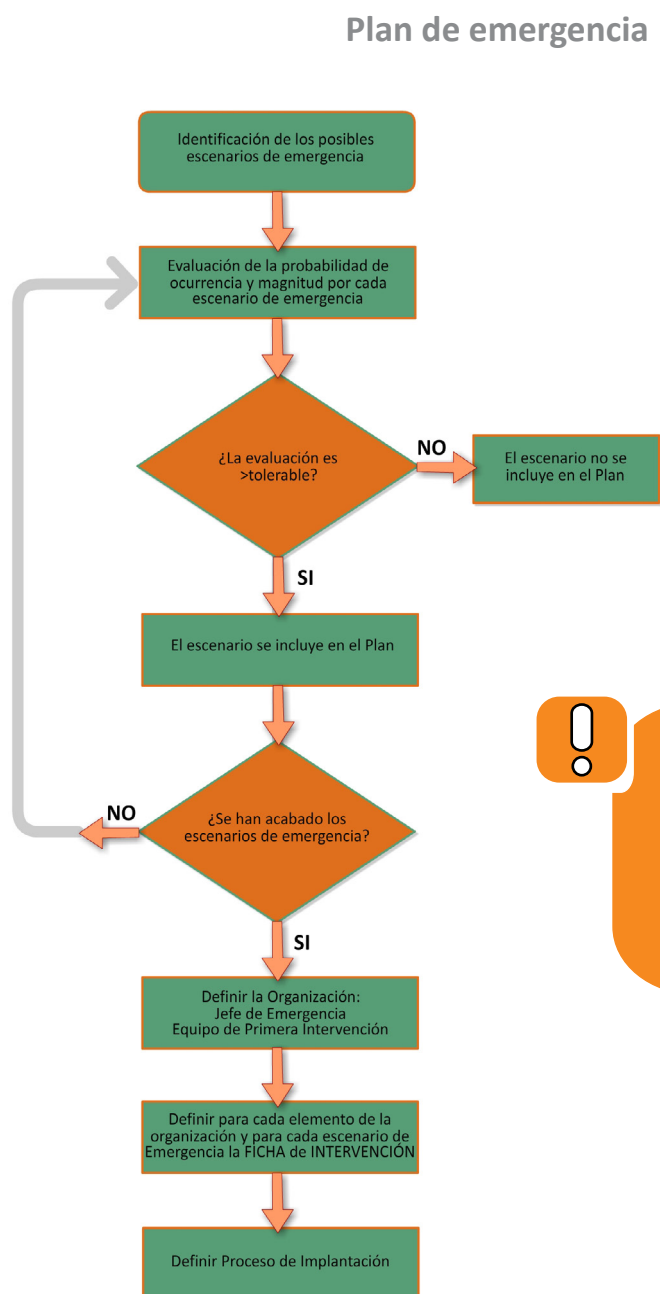 Plan de emergencia
Identificación de los posibles
escenarios de emergencia
Evaluación de la probabilidad de
ocurrencia y magnitud por cada
escenario de emergencia
¿La evaluación es
>tolerable?
NO
El escenario no se
incluye en el Plan
SI
El escenario se incluye en el Plan
¿Se han acabado los
escenarios de emergencia?
NO
SI
Definir la Organización:
Jefe de Emergencia
Equipo de Primera Intervención
Definir para cada elemento de la
organización y para cada escenario de
Emergencia la FICHA de INTERVENCIÓN
Definir Proceso de Implantación